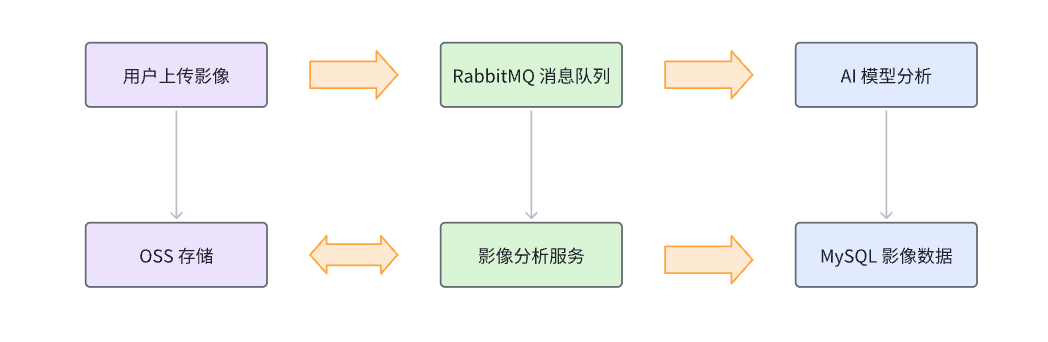 用户上传影像
RabbitMQ 消息队列
AI 模型分析
OSS 存储
影像分析服务
MySQL 影像数据